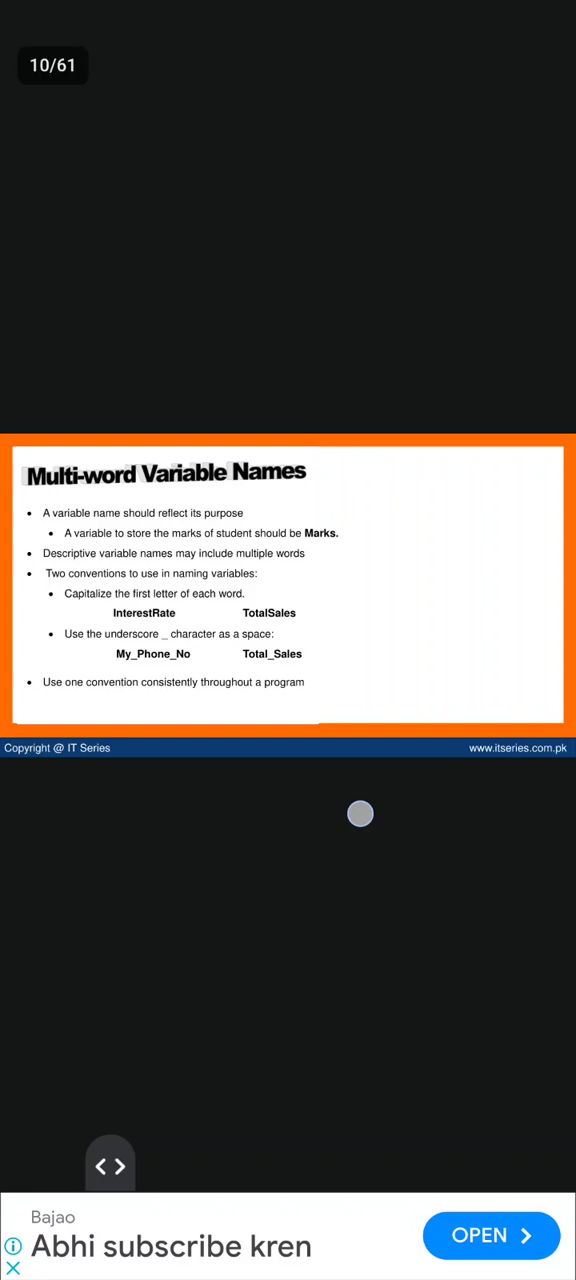 10/61
Multi-word Variable Names
• A variable name should reflect its purpose
• A variable to store the marks of student should be Marks.
• Descriptive variable names may include multiple words
• Two conventions to use in naming variables:
• Capitalize the first letter of each word.
InterestRate TotalSales
• Use the underscore _ character as a space:
My_Phone_No Total_Sales
• Use one convention consistently throughout a program
Copyright @ IT Series www.itseries.com.pk
Bajao
Abhi subscribe kren
OPEN